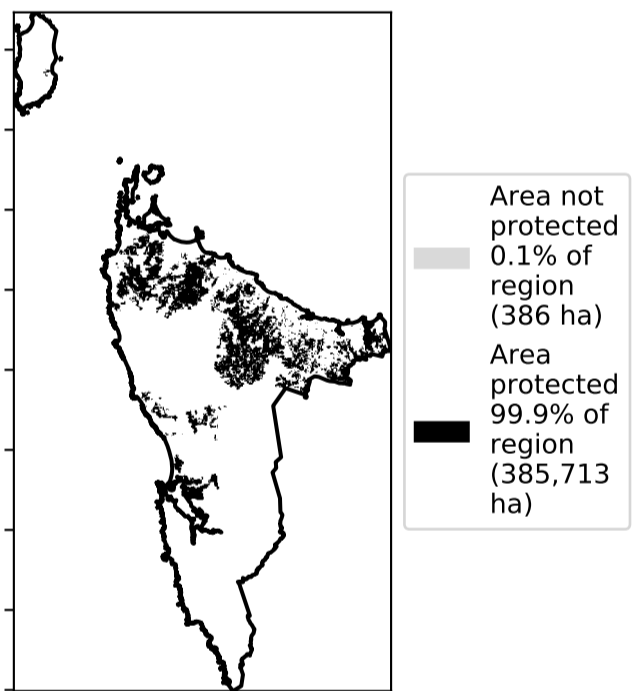 Area not
protected
0.1% of
region
(386 ha)
Area
protected
99.9% of
region
(385,713
ha)